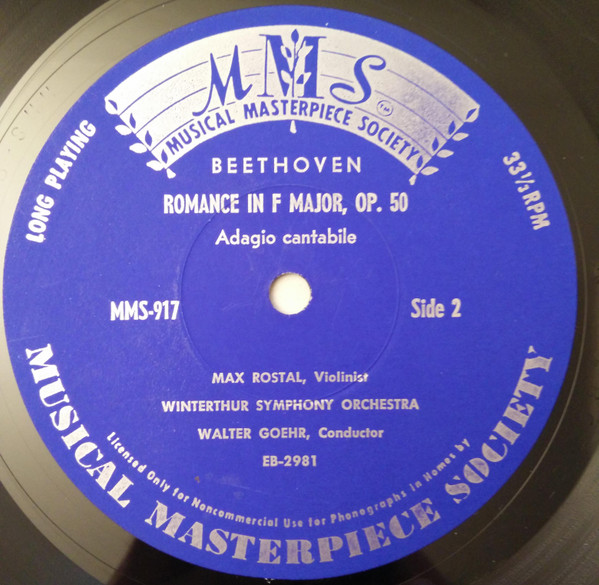 MMS™
MUSICAL MASTERPIECE SOCIETY
LONG PLAYING
33⅓ RPM
BEETHOVEN
ROMANCE IN F MAJOR, OP. 50
Adagio cantabile
MMS-917
Side 2
MAX ROSTAL, Violinist
WINTERTHUR SYMPHONY ORCHESTRA
WALTER GOEHR, Conductor
EB-2981
Licensed Only for Noncommercial Use for Phonographs in Homes by
MUSICAL MASTERPIECE SOCIETY